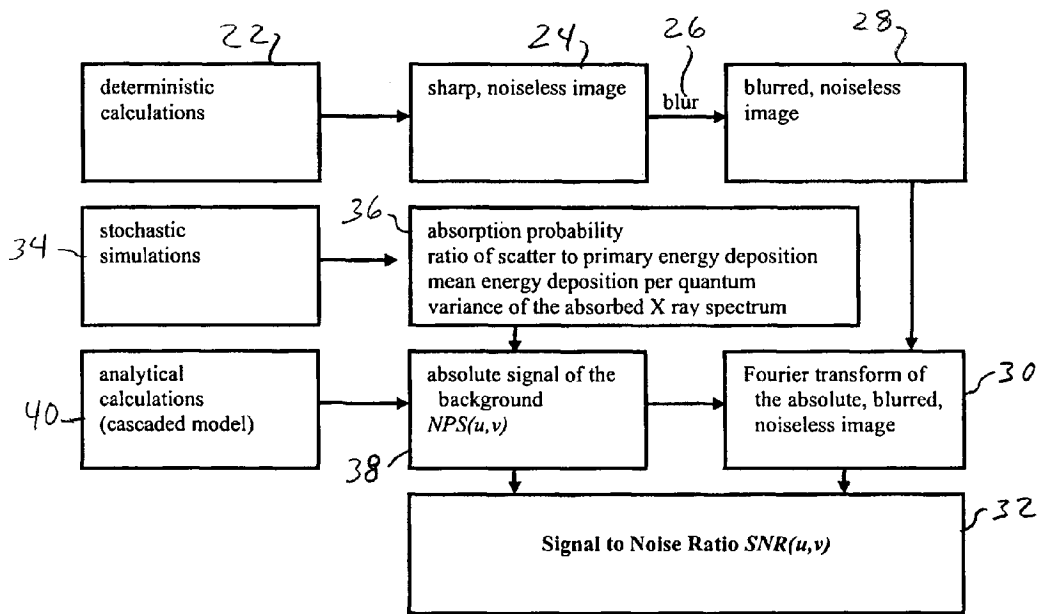 22
24
26
28
deterministic
calculations
sharp, noiseless image
blur
blurred, noiseless
image
34
stochastic
simulations
36
absorption probability
ratio of scatter to primary energy deposition
mean energy deposition per quantum
variance of the absorbed X ray spectrum
40
analytical
calculations
(cascaded model)
absolute signal of the
background
NPS(u,v)
38
Fourier transform of
the absolute, blurred,
noiseless image
30
Signal to Noise Ratio SNR(u,v)
32